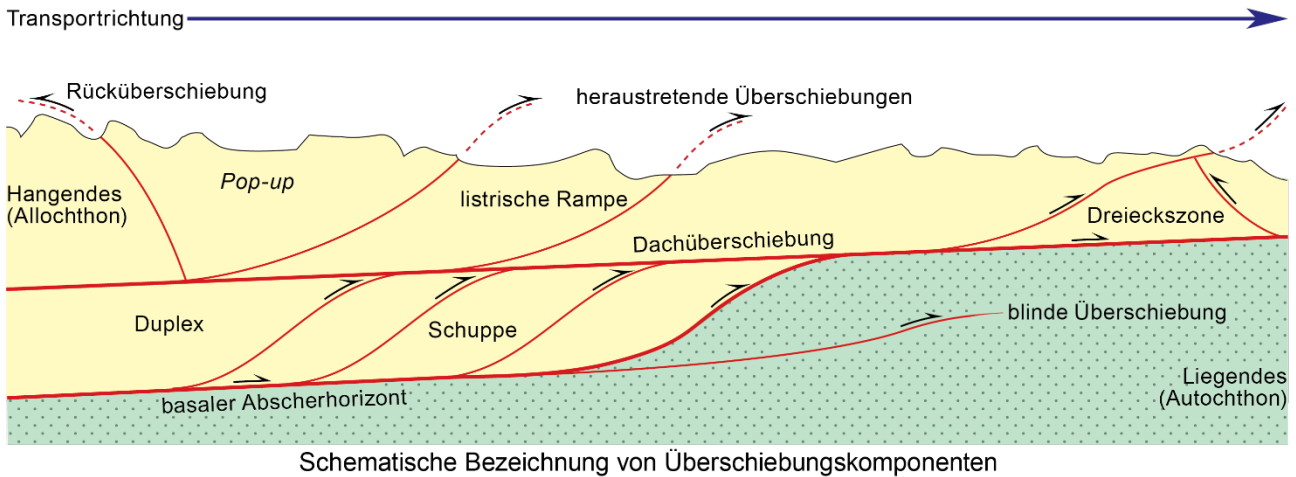 Transportrichtung
Rücküberschiebung
heraustretende Überschiebungen
Pop-up
Hangendes
(Allochthon)
listrische Rampe
Dreieckszone
Dachüberschiebung
Duplex
Schuppe
blinde Überschiebung
basaler Abscherhorizont
Liegendes
(Autochthon)
Schematische Bezeichnung von Überschiebungskomponenten